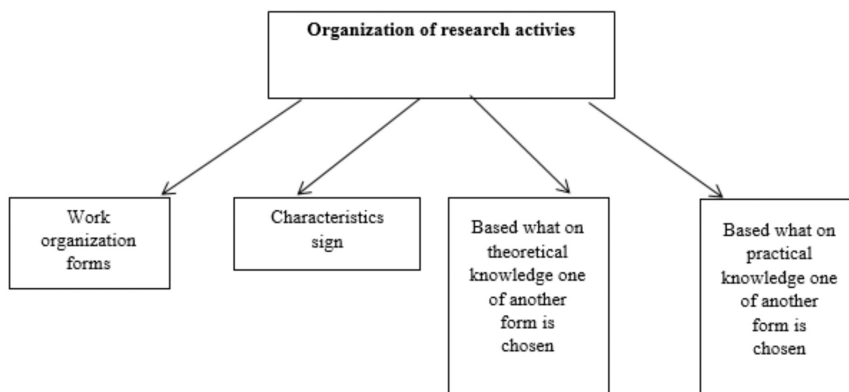 Organization of research activies
Work
organization
forms
Characteristics
sign
Based what on
theoretical
knowledge one
of another
form is
chosen
Based what on
practical
knowledge one
of another
form is
chosen